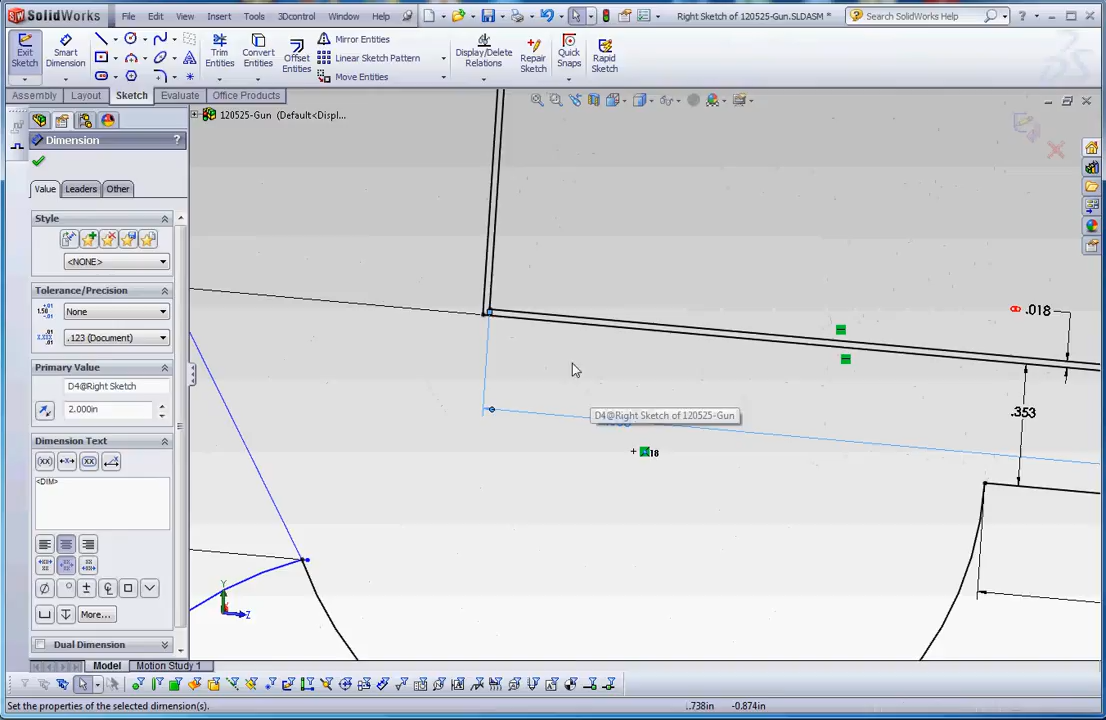 SolidWorks File Edit View Insert Tools 3Dcontrol Window Help Right Sketch of 120525-Gun.SLDASM * Search SolidWorks Help
Exit Sketch
Smart Dimension
Trim Entities
Convert Entities
Offset Entities
Mirror Entities
Linear Sketch Pattern
Move Entities
Display/Delete Relations
Repair Sketch
Quick Snaps
Rapid Sketch
Assembly Layout Sketch Evaluate Office Products
120525-Gun (Default<Displ...
Dimension ?
Value Leaders Other
Style
<NONE>
Tolerance/Precision
1.50
None
.123 (Document)
Primary Value
D4@Right Sketch
2.000in
Dimension Text
(xx)
<DIM>
More...
Dual Dimension
.018
.353
D4@Right Sketch of 120525-Gun
18
Y
Z
Model Motion Study 1
Set the properties of the selected dimension(s). -0.874in